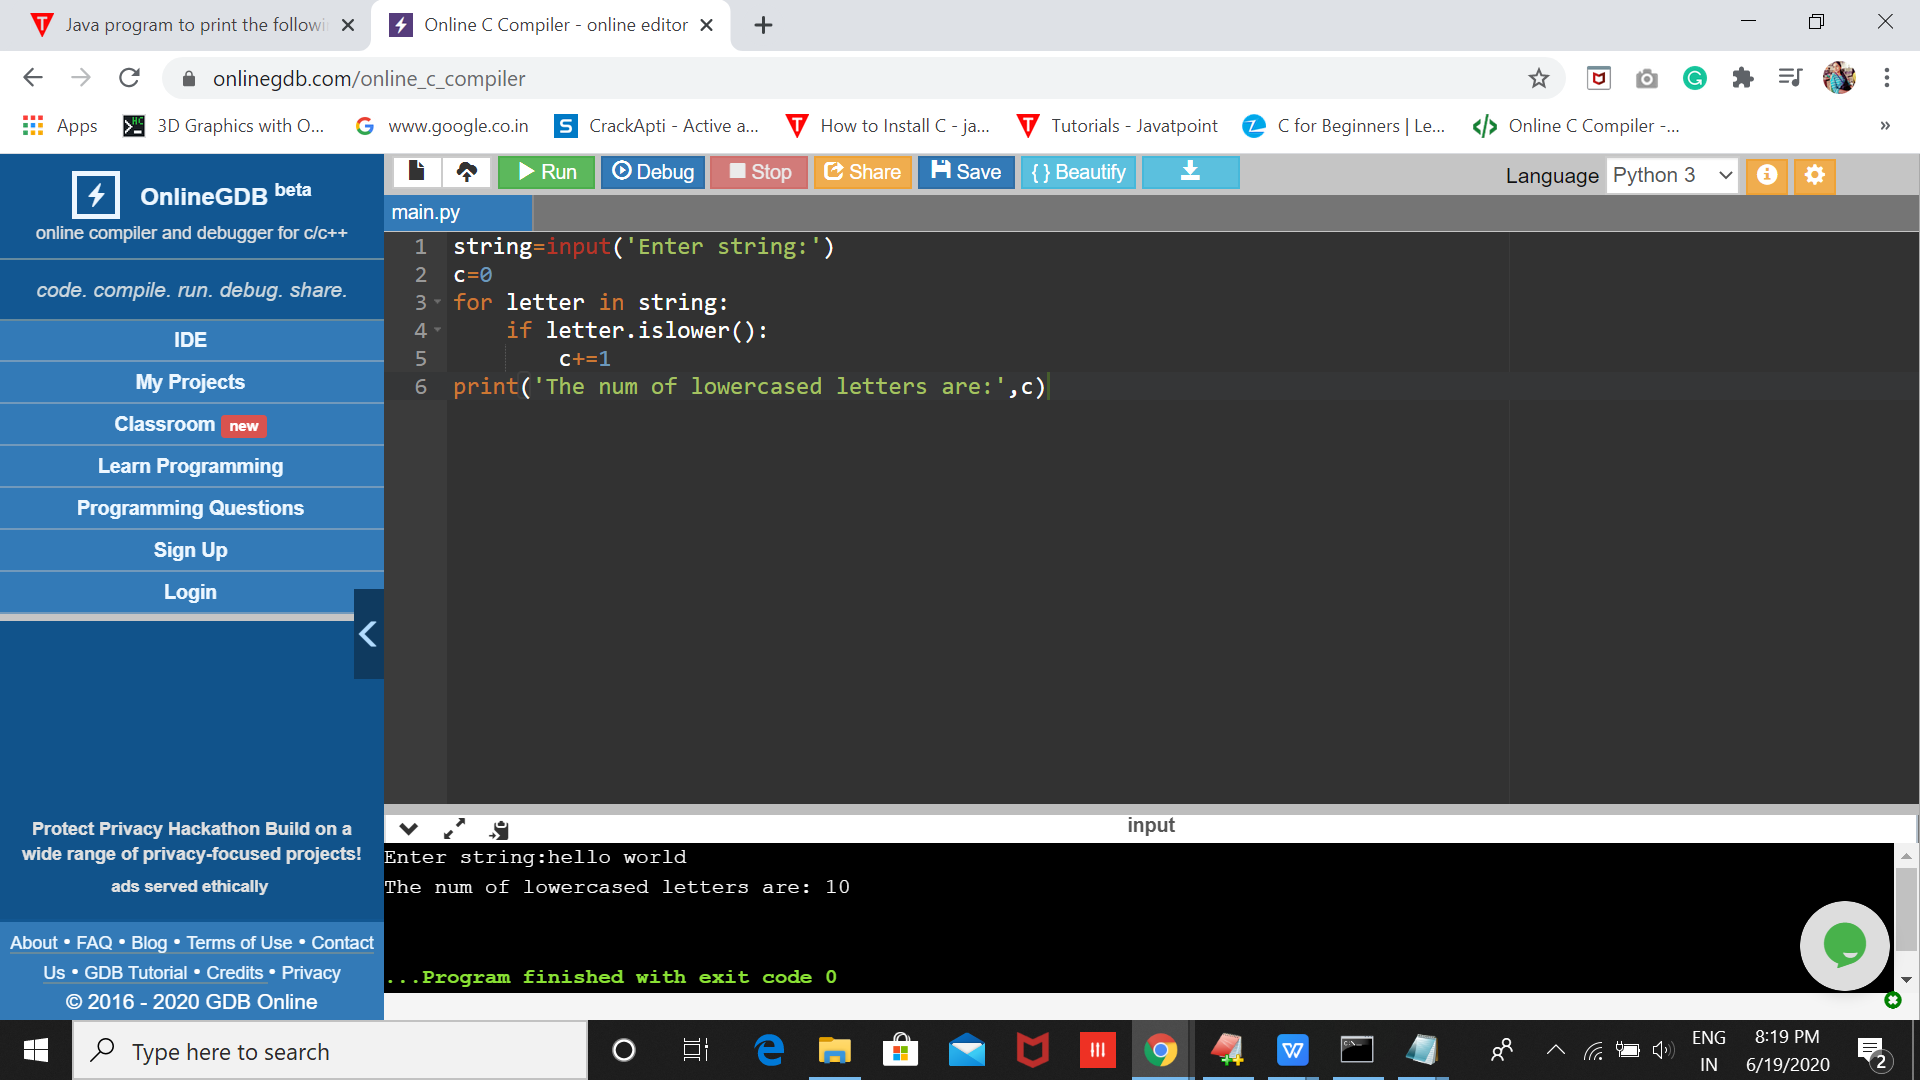 Java program to print the followi
Online C Compiler - online editor
onlinegdb.com/online_c_compiler
Apps
3D Graphics with O...
www.google.co.in
CrackApti - Active a...
How to Install C - ja...
Tutorials - Javatpoint
C for Beginners | Le...
Online C Compiler -...
»
OnlineGDB beta
online compiler and debugger for c/c++
code. compile. run. debug. share.
IDE
My Projects
Classroom new
Learn Programming
Programming Questions
Sign Up
Login
Protect Privacy Hackathon Build on a
wide range of privacy-focused projects!
ads served ethically
About • FAQ • Blog • Terms of Use • Contact
Us • GDB Tutorial • Credits • Privacy
© 2016 - 2020 GDB Online
Run
Debug
Stop
Share
Save
{ } Beautify
Language Python 3
main.py
1 string=input('Enter string:')
2 c=0
3 for letter in string:
4     if letter.islower():
5         c+=1
6 print('The num of lowercased letters are:',c)
input
Enter string:hello world
The num of lowercased letters are: 10
...Program finished with exit code 0
Type here to search
ENG
IN
8:19 PM
6/19/2020
2